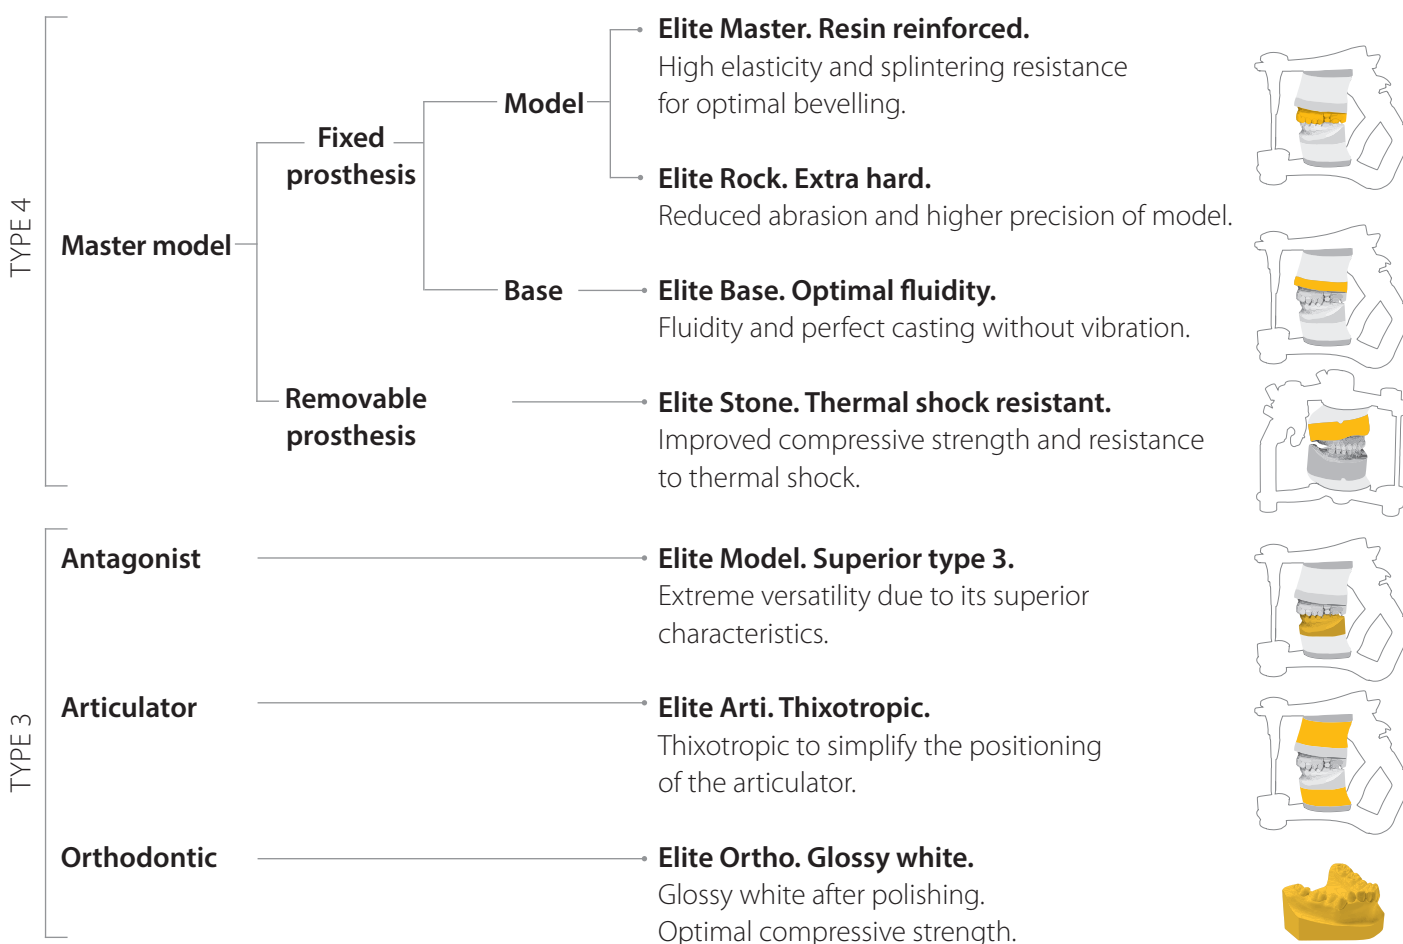 TYPE 4
Master model
Fixed
prosthesis
Model
Elite Master. Resin reinforced.
High elasticity and splintering resistance
for optimal bevelling.
Elite Rock. Extra hard.
Reduced abrasion and higher precision of model.
Base
Elite Base. Optimal fluidity.
Fluidity and perfect casting without vibration.
Removable
prosthesis
Elite Stone. Thermal shock resistant.
Improved compressive strength and resistance
to thermal shock.
TYPE 3
Antagonist
Elite Model. Superior type 3.
Extreme versatility due to its superior
characteristics.
Articulator
Elite Arti. Thixotropic.
Thixotropic to simplify the positioning
of the articulator.
Orthodontic
Elite Ortho. Glossy white.
Glossy white after polishing.
Optimal compressive strength.